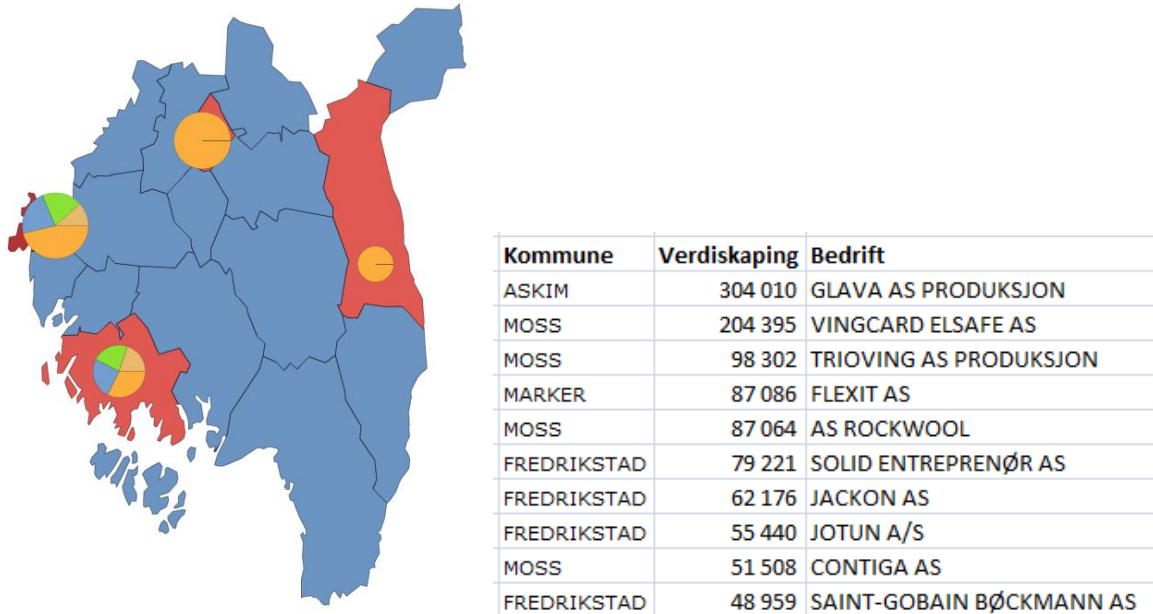 Kommune Verdiskaping Bedrift
ASKIM 304 010 GLAVA AS PRODUKSJON
MOSS 204 395 VINGCARD ELSAFE AS
MOSS 98 302 TRIOVING AS PRODUKSJON
MARKER 87 086 FLEXIT AS
MOSS 87 064 AS ROCKWOOL
FREDRIKSTAD 79 221 SOLID ENTREPRENØR AS
FREDRIKSTAD 62 176 JACKON AS
FREDRIKSTAD 55 440 JOTUN A/S
MOSS 51 508 CONTIGA AS
FREDRIKSTAD 48 959 SAINT-GOBAIN BØCKMANN AS